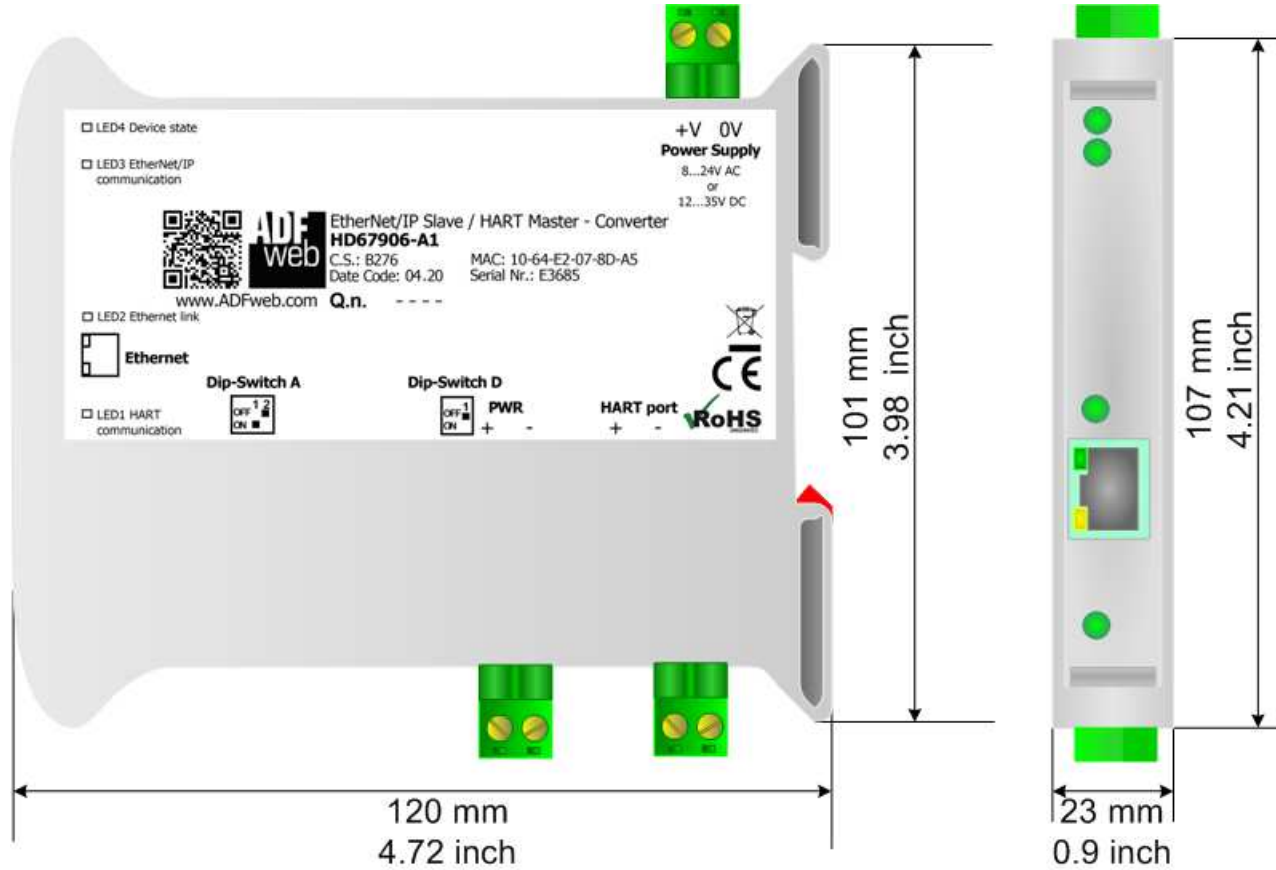 LED4 Device state
LED3 EtherNet/IP
communication
+V 0V
Power Supply
8...24V AC
or
12...35V DC
ADF
web
EtherNet/IP Slave / HART Master - Converter
HD67906-A1
C.S.: B276 MAC: 10-64-E2-07-8D-A5
Date Code: 04.20 Serial Nr.: E3685
www.ADFweb.com Q.n. - - - -
LED2 Ethernet link
Ethernet
CE
Dip-Switch A
OFF 1 2
ON
Dip-Switch D
OFF 1
ON
PWR
+ -
HART port
+ -
RoHS
LED1 HART
communication
101 mm
3.98 inch
107 mm
4.21 inch
120 mm
4.72 inch
23 mm
0.9 inch